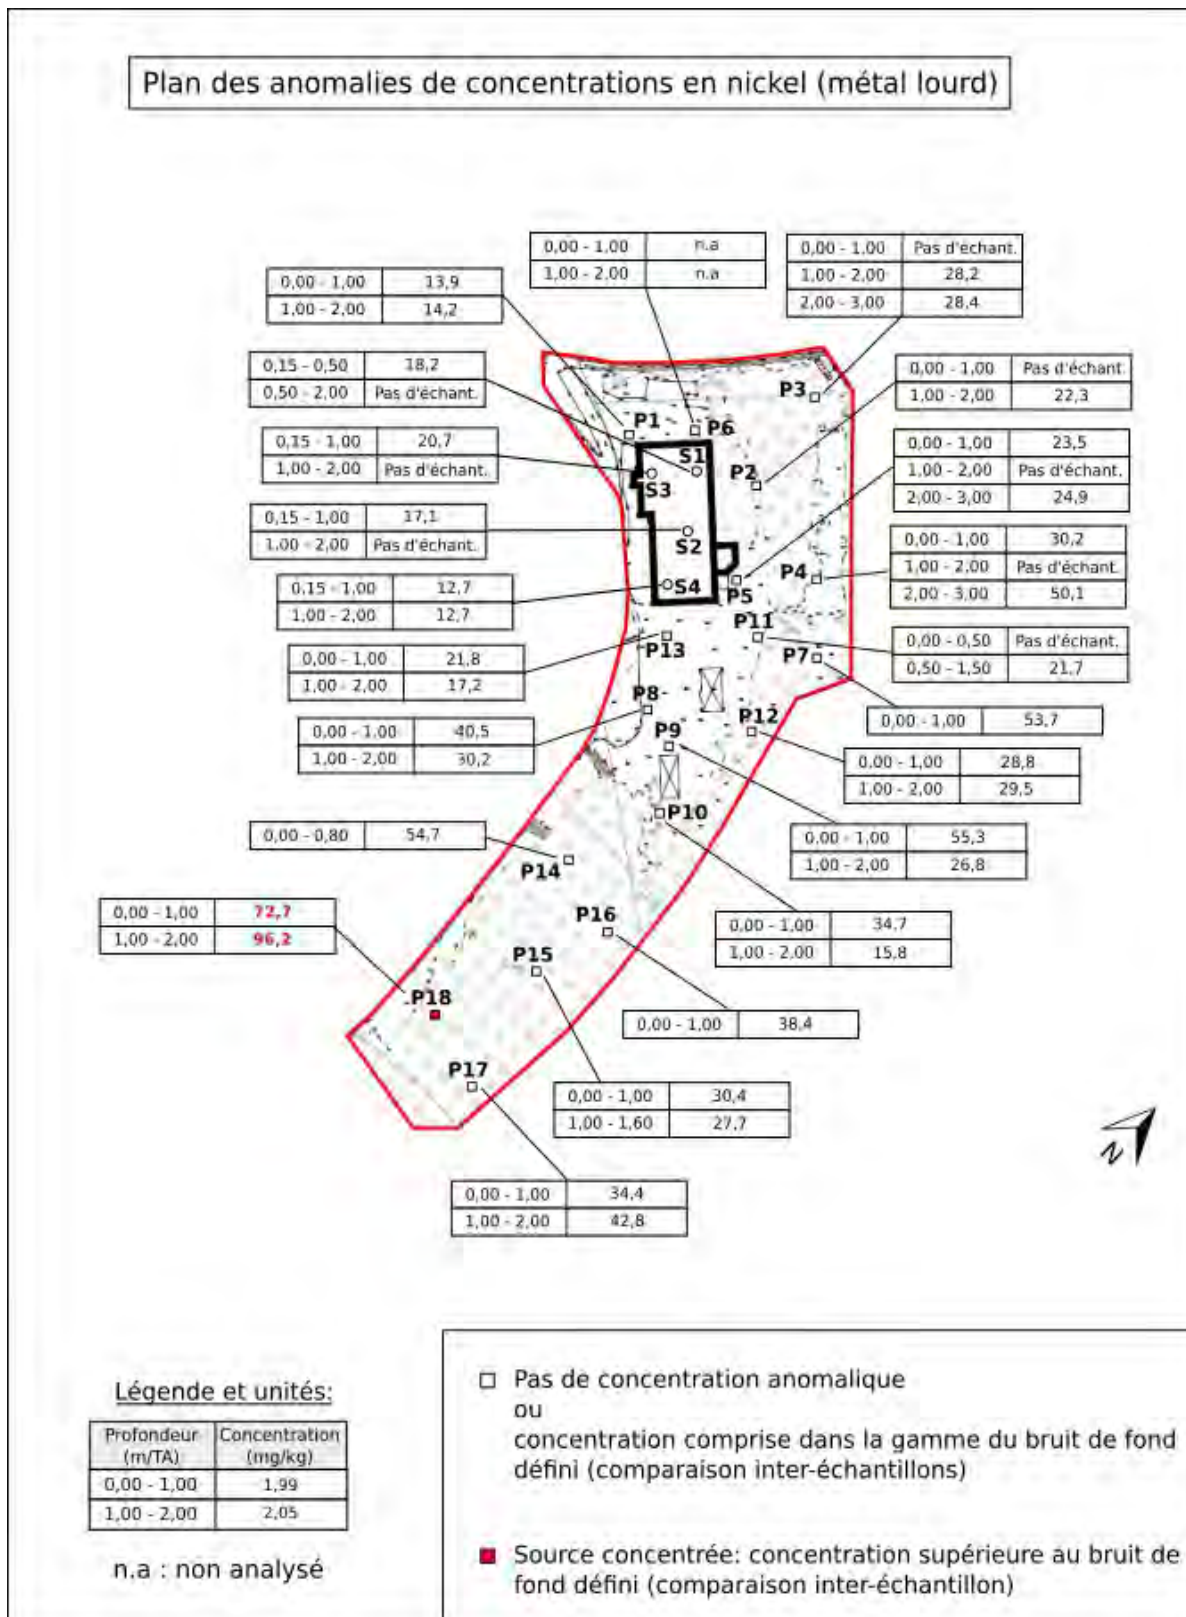 Plan des anomalies de concentrations en nickel (métal lourd)
0,00 - 1,00 n.a
1,00 - 2,00 n.a
0,00 - 1,00 Pas d'échant.
1,00 - 2,00 28,2
2,00 - 3,00 28,4
0,00 - 1,00 13,9
1,00 - 2,00 14,2
0,15 - 0,50 18,2
0,50 - 2,00 Pas d'échant.
0,00 - 1,00 Pas d'échant.
1,00 - 2,00 22,3
P3
P1
P6
0,15 - 1,00 20,7
1,00 - 2,00 Pas d'échant.
0,00 - 1,00 23,5
1,00 - 2,00 Pas d'échant.
2,00 - 3,00 24,9
S1
S3
P2
0,15 - 1,00 17,1
1,00 - 2,00 Pas d'échant.
0,00 - 1,00 30,2
1,00 - 2,00 Pas d'échant.
2,00 - 3,00 50,1
S2
S4
P5
P4
0,15 - 1,00 12,7
1,00 - 2,00 12,7
0,00 - 0,50 Pas d'échant.
0,50 - 1,50 21,7
P11
P13
P7
0,00 - 1,00 21,8
1,00 - 2,00 17,2
P8
0,00 - 1,00 53,7
0,00 - 1,00 40,5
1,00 - 2,00 30,2
P12
P9
0,00 - 1,00 28,8
1,00 - 2,00 29,5
P10
0,00 - 0,80 54,7
0,00 - 1,00 55,3
1,00 - 2,00 26,8
P14
0,00 - 1,00 72,7
1,00 - 2,00 96,2
P16
0,00 - 1,00 34,7
1,00 - 2,00 15,8
P15
P18
0,00 - 1,00 38,4
P17
0,00 - 1,00 30,4
1,00 - 1,60 27,7
N
0,00 - 1,00 34,4
1,00 - 2,00 42,8
Légende et unités:
Profondeur Concentration
(m/TA) (mg/kg)
0,00 - 1,00 1,99
1,00 - 2,00 2,05
n.a : non analysé
Pas de concentration anomalique
ou
concentration comprise dans la gamme du bruit de fond
défini (comparaison inter-échantillons)
Source concentrée: concentration supérieure au bruit de
fond défini (comparaison inter-échantillon)